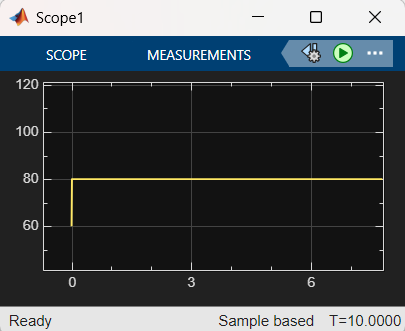 Scope1
SCOPE MEASUREMENTS
120
100
80
60
0 3 6
Ready Sample based T=10.0000